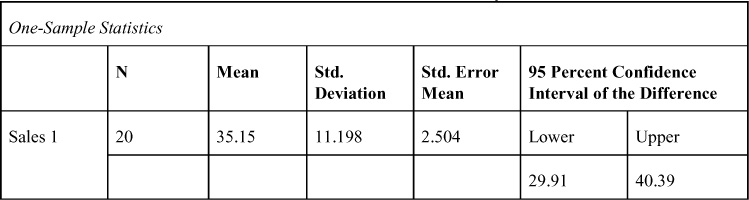 One-Sample Statistics
N Mean Std. Deviation Std. Error Mean 95 Percent Confidence Interval of the Difference
Sales 1 20 35.15 11.198 2.504 Lower Upper
29.91 40.39